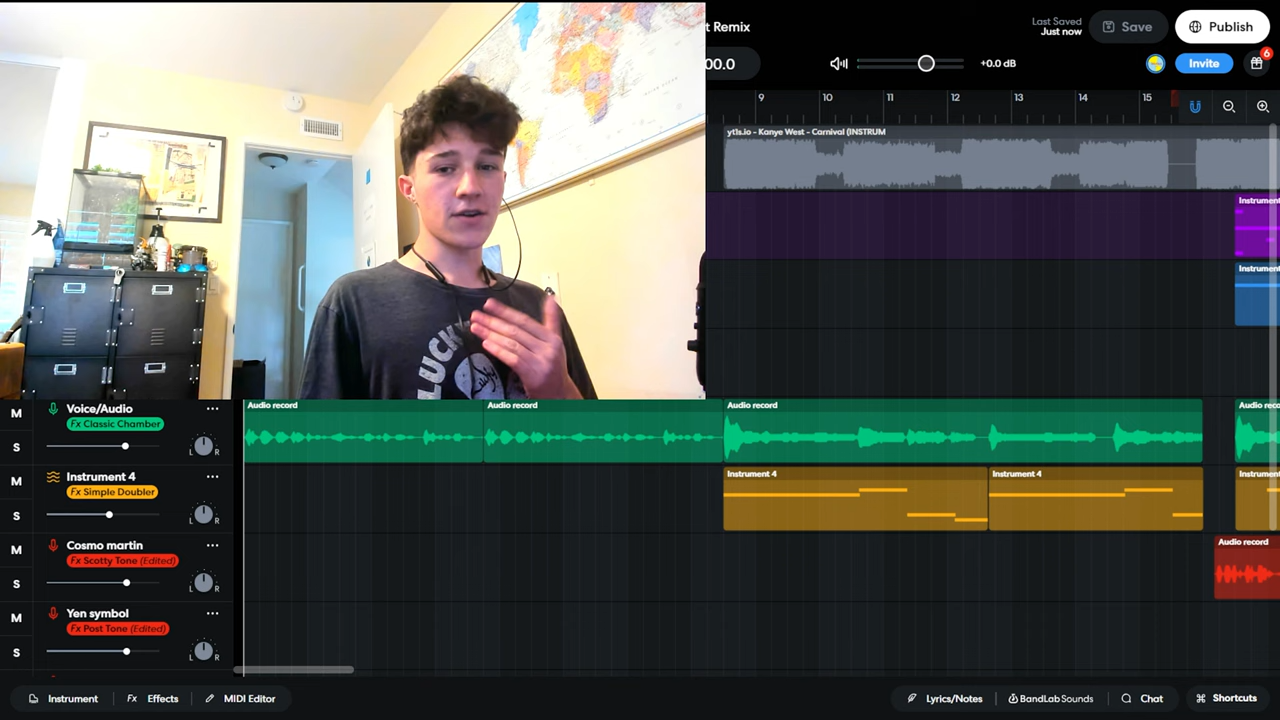 t Remix
Last Saved
Just now
Save
Publish
00.0
+0.0 dB
Invite
6
9 10 11 12 13 14 15
yt1s.io - Kanye West - Carnival (INSTRUM
Instrument
Instrument
LUCK
M
Voice/Audio
Fx Classic Chamber
S
L R
Audio record
Audio record
Audio record
Audio reco
M
Instrument 4
Fx Simple Doubler
S
L R
Instrument 4
Instrument 4
Instrument
M
Cosmo martin
Fx Scotty Tone (Edited)
S
L R
Audio record
M
Yen symbol
Fx Post Tone (Edited)
S
L R
Instrument
Fx Effects
MIDI Editor
Lyrics/Notes
BandLab Sounds
Chat
Shortcuts